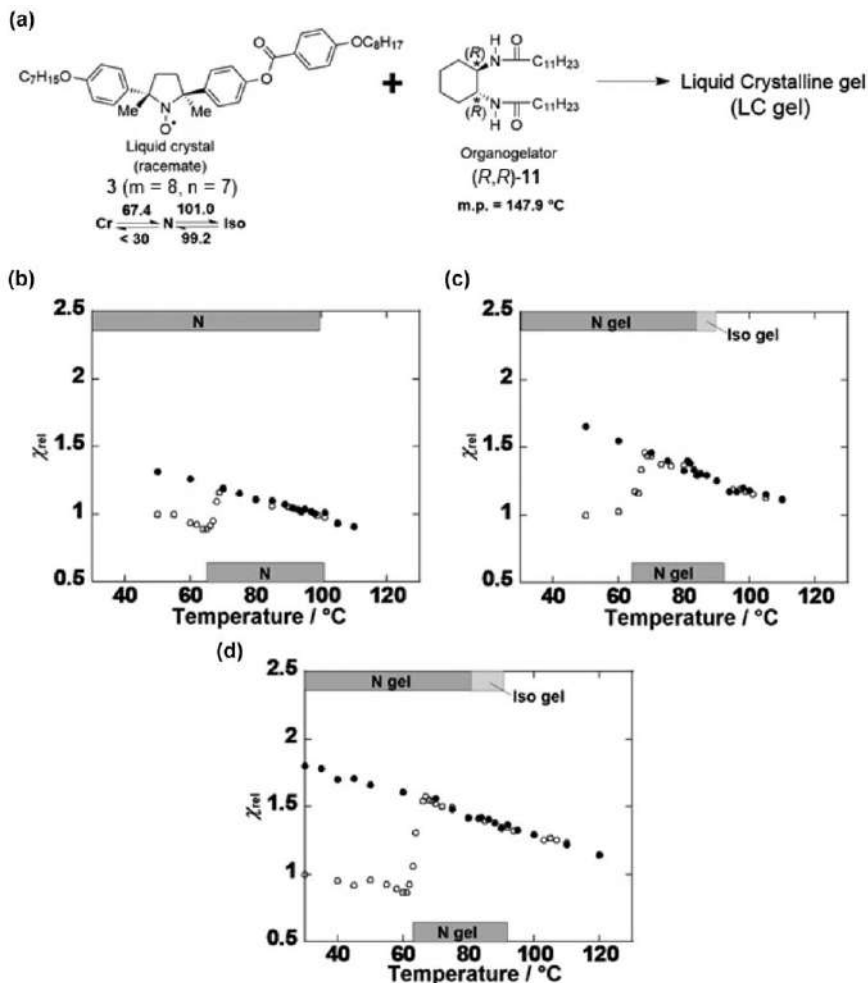 (a)
C₇H₁₅O
Me
N
Me
O•
O
O
OC₈H₁₇
Liquid crystal
(racemate)
3 (m = 8, n = 7)
67.4 101.0
Cr N Iso
< 30 99.2
+
H
(R) N C₁₁H₂₃
* O
* H
(R) N C₁₁H₂₃
O
Organogelator
(R,R)-11
m.p. = 147.9 °C
Liquid Crystalline gel
(LC gel)
(b)
2.5
N
2
χrel
1.5
1
0.5
N
40 60 80 100 120
Temperature / °C
(c)
2.5
N gel
Iso gel
2
χrel
1.5
1
0.5
N gel
40 60 80 100 120
Temperature / °C
(d)
2.5
N gel
Iso gel
2
χrel
1.5
1
0.5
N gel
40 60 80 100 120
Temperature / °C